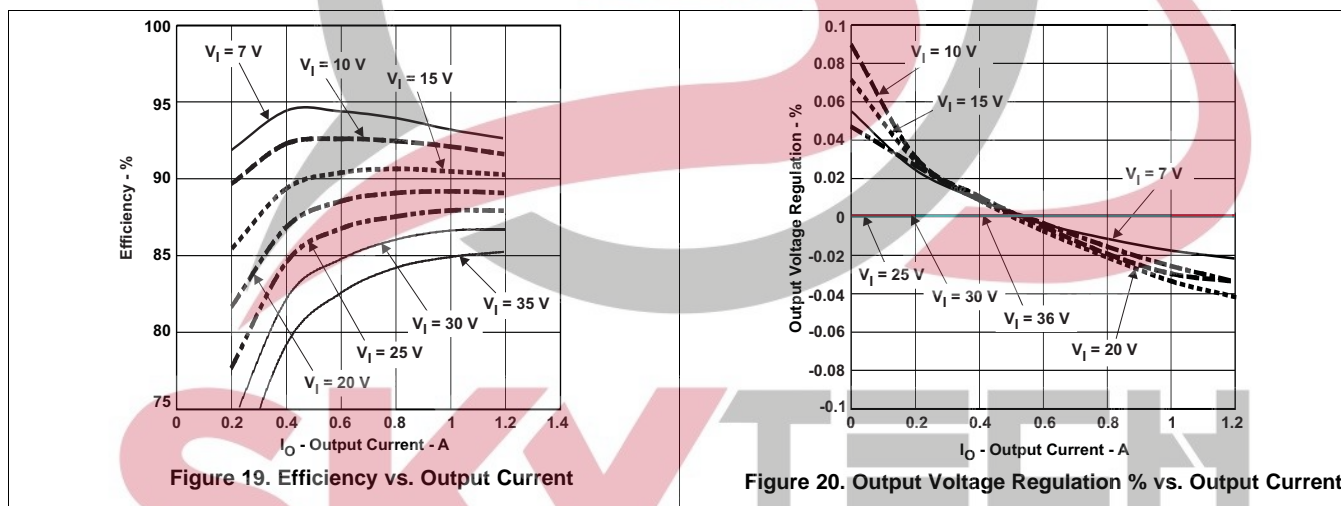 100
95
90
85
80
75
Efficiency - %
V_I = 7 V
V_I = 10 V
V_I = 15 V
V_I = 35 V
V_I = 30 V
V_I = 25 V
V_I = 20 V
0 0.2 0.4 0.6 0.8 1 1.2 1.4
I_O - Output Current - A
Figure 19. Efficiency vs. Output Current
0.1
0.08
0.06
0.04
0.02
0
-0.02
-0.04
-0.06
-0.08
-0.1
Output Voltage Regulation - %
V_I = 10 V
V_I = 15 V
V_I = 7 V
V_I = 25 V
V_I = 30 V
V_I = 36 V
V_I = 20 V
0 0.2 0.4 0.6 0.8 1 1.2
I_O - Output Current - A
Figure 20. Output Voltage Regulation % vs. Output Current
SKYTECH